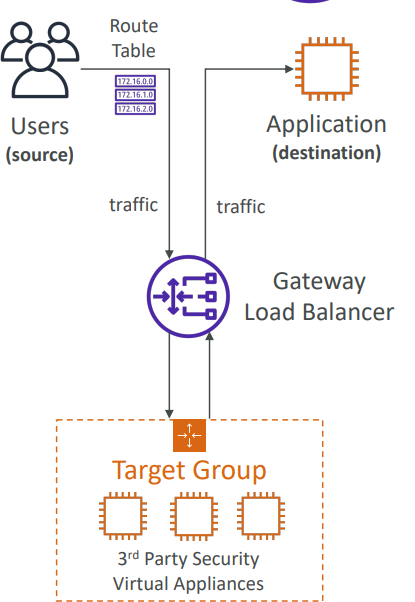 Route
Table
172.16.0.0
172.16.1.0
172.16.2.0
Users
(source)
Application
(destination)
traffic
traffic
Gateway
Load Balancer
Target Group
3rd Party Security
Virtual Appliances